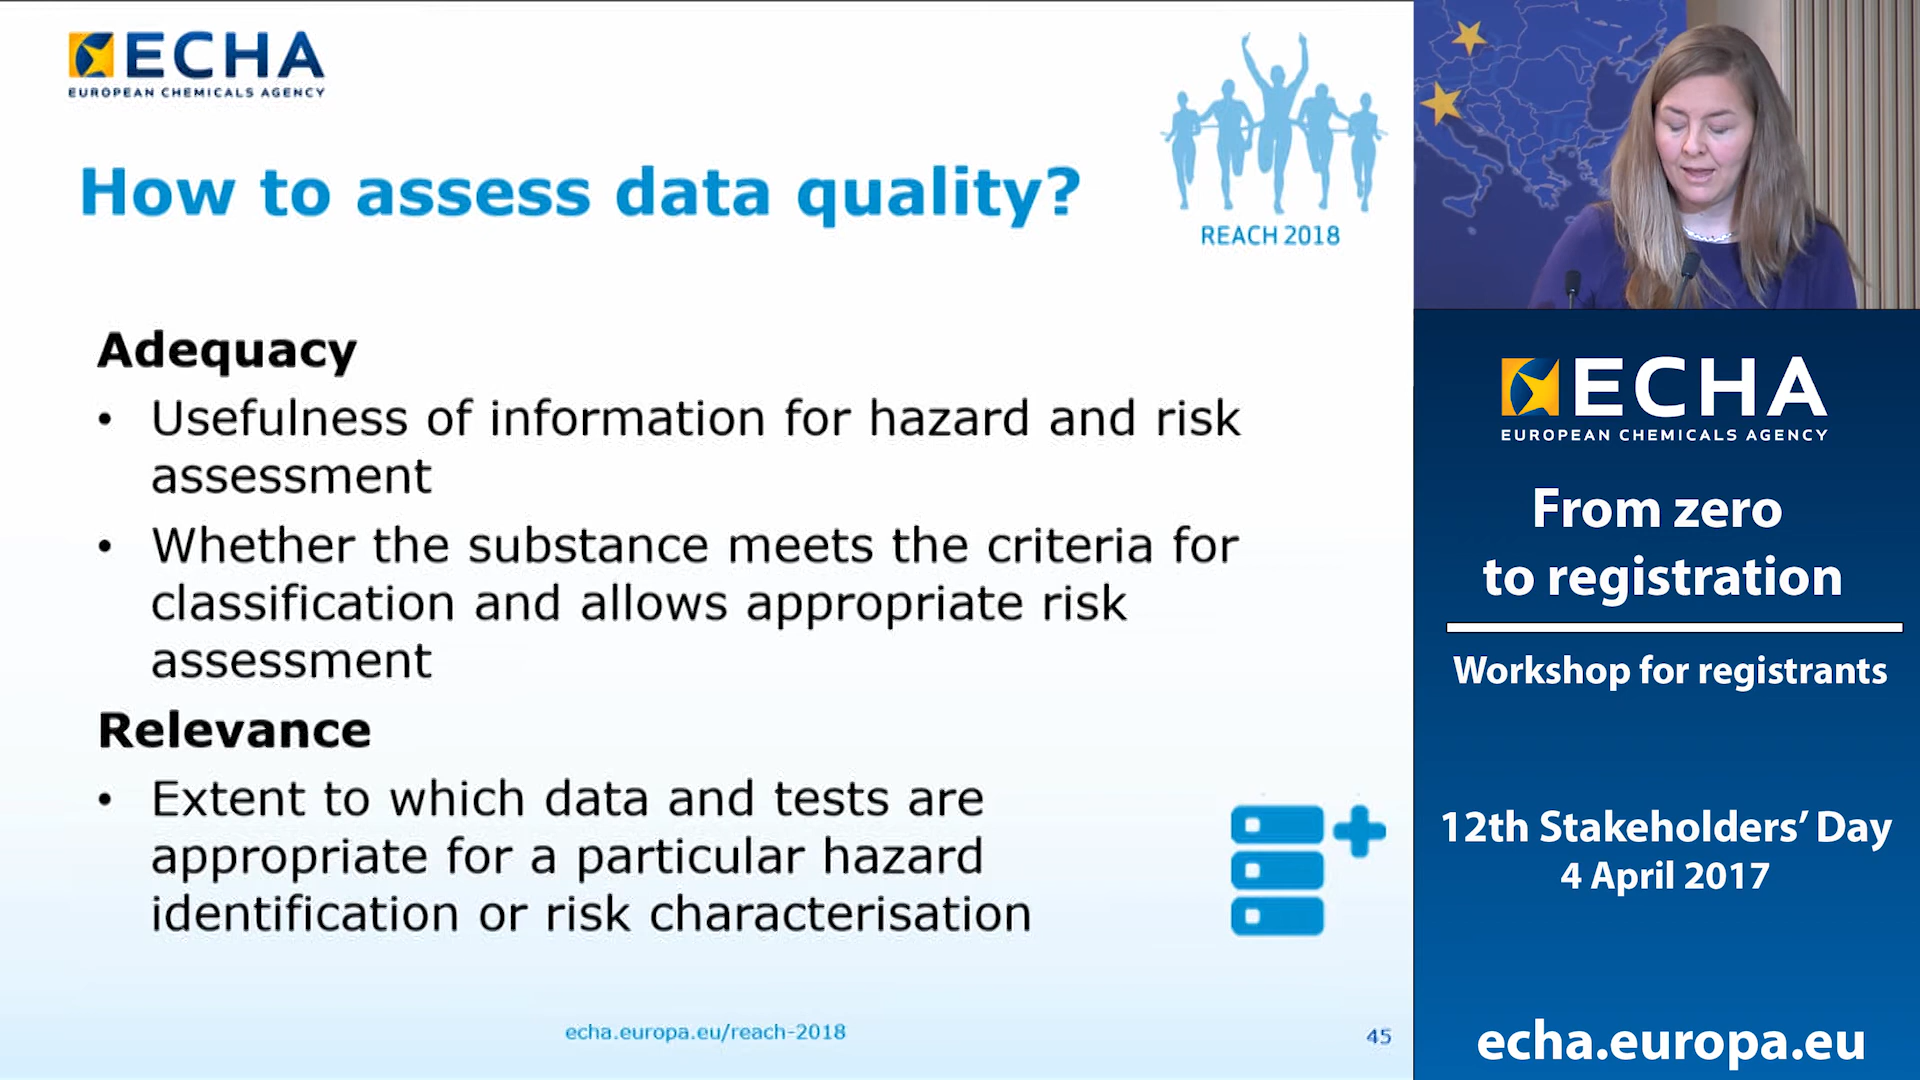 ECHA
EUROPEAN CHEMICALS AGENCY
REACH 2018
How to assess data quality?
Adequacy
• Usefulness of information for hazard and risk
assessment
• Whether the substance meets the criteria for
classification and allows appropriate risk
assessment
Relevance
• Extent to which data and tests are
appropriate for a particular hazard
identification or risk characterisation
echa.europa.eu/reach-2018
45
ECHA
EUROPEAN CHEMICALS AGENCY
From zero
to registration
Workshop for registrants
12th Stakeholders’ Day
4 April 2017
echa.europa.eu